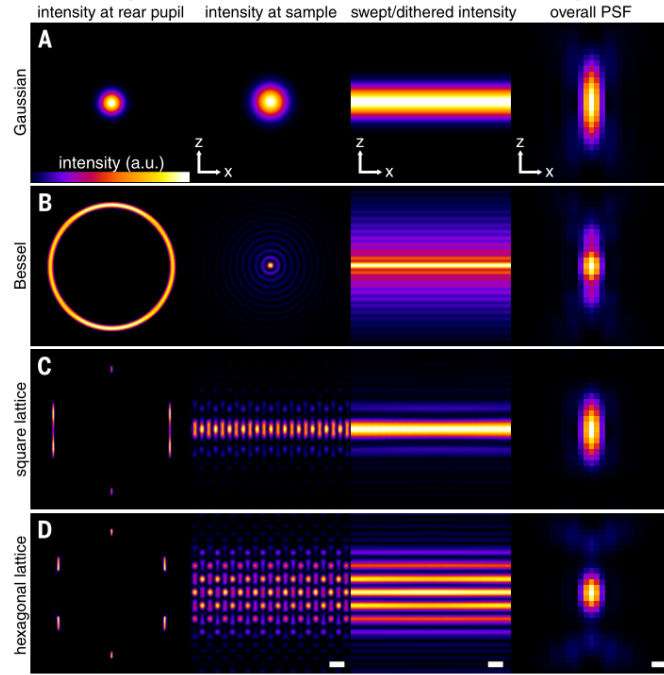 intensity at rear pupil intensity at sample swept/dithered intensity overall PSF
Gaussian
A
z
x
z
x
z
x
intensity (a.u.)
Bessel
B
square lattice
C
hexagonal lattice
D